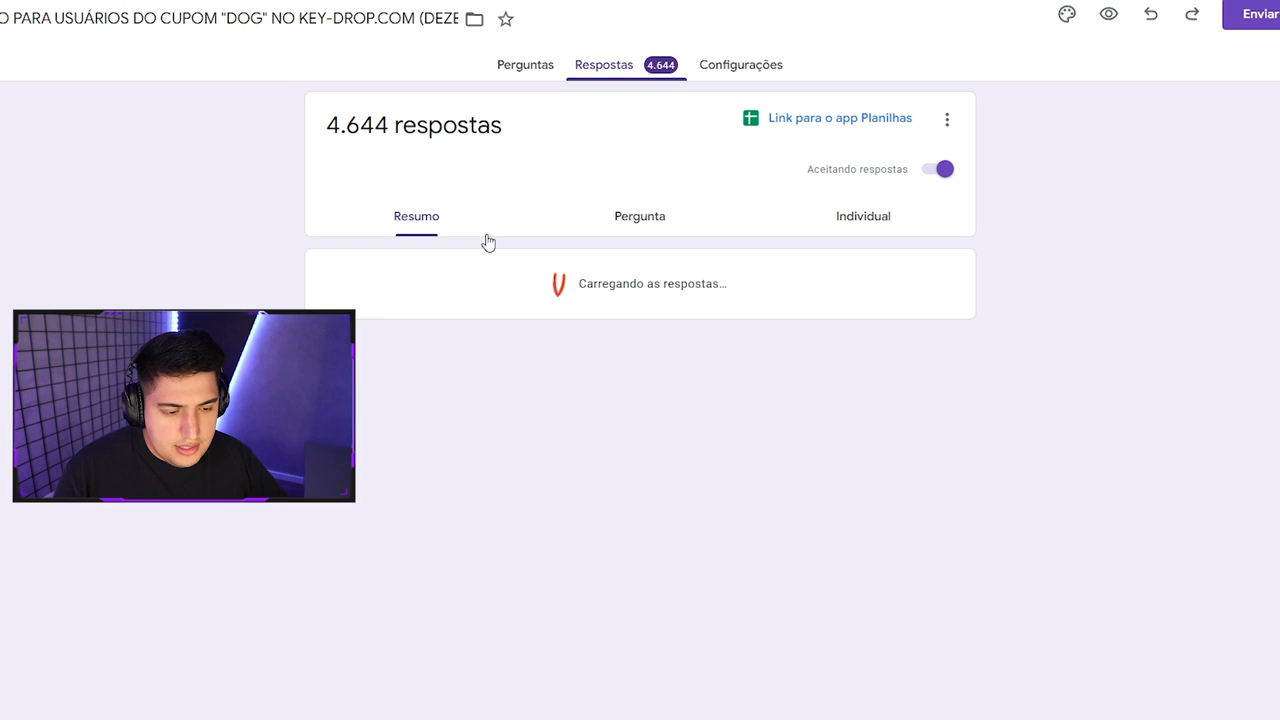 O PARA USUÁRIOS DO CUPOM "DOG" NO KEY-DROP.COM (DEZE
Enviar
Perguntas
Respostas 4.644
Configurações
4.644 respostas
Link para o app Planilhas
Aceitando respostas
Resumo
Pergunta
Individual
Carregando as respostas...